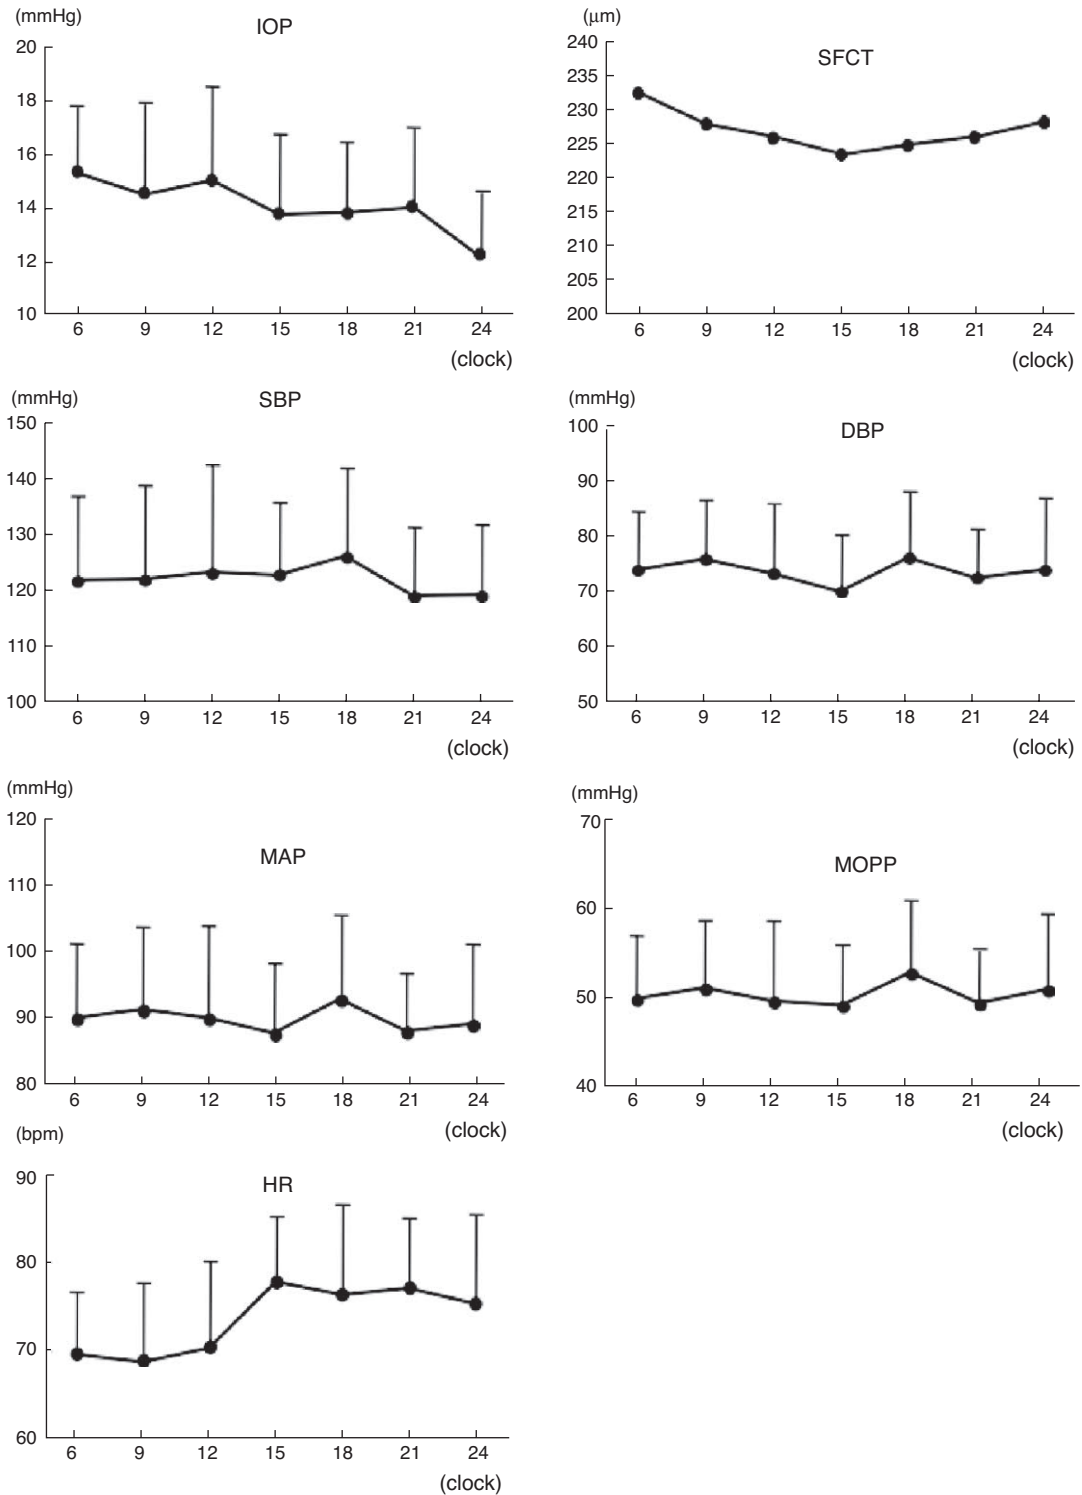 (mmHg)
IOP
20
18
16
14
12
10
6 9 12 15 18 21 24
(clock)
(μm)
SFCT
240
235
230
225
220
215
210
205
200
6 9 12 15 18 21 24
(clock)
(mmHg)
SBP
150
140
130
120
110
100
6 9 12 15 18 21 24
(clock)
(mmHg)
DBP
100
90
80
70
60
50
6 9 12 15 18 21 24
(clock)
(mmHg)
MAP
120
110
100
90
80
6 9 12 15 18 21 24
(clock)
(mmHg)
MOPP
70
60
50
40
6 9 12 15 18 21 24
(clock)
(bpm)
HR
90
80
70
60
6 9 12 15 18 21 24
(clock)